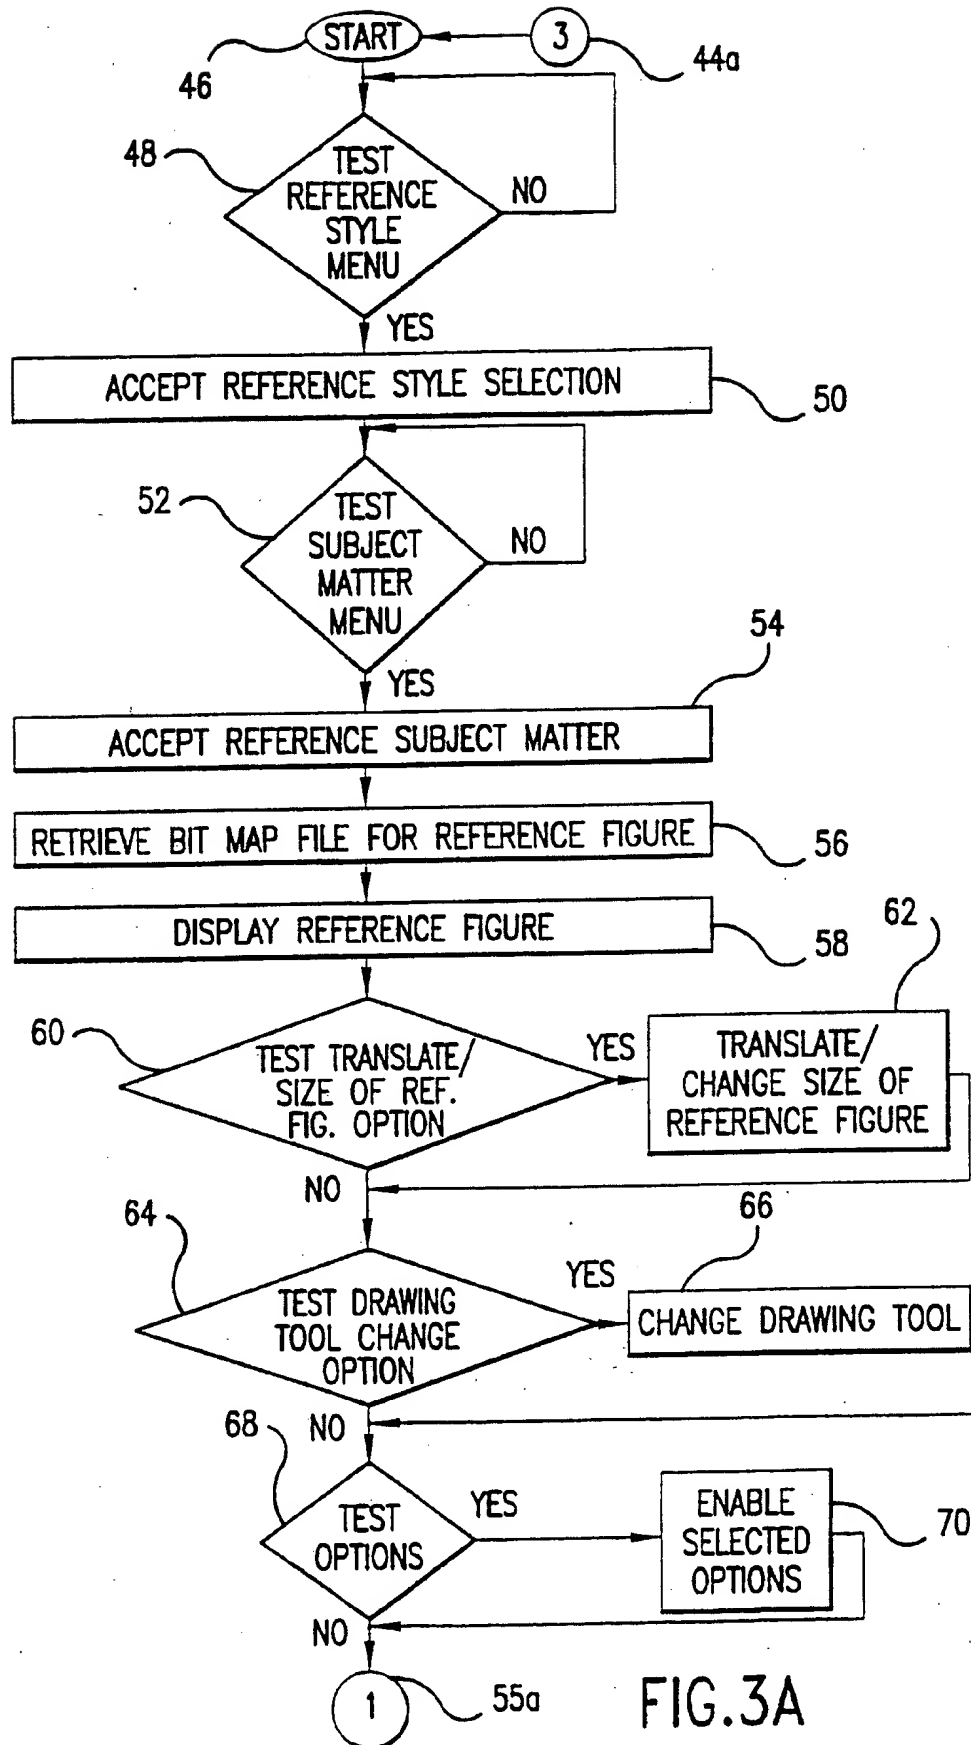 START
3
46
44a
48
TEST
REFERENCE
STYLE
MENU
NO
YES
ACCEPT REFERENCE STYLE SELECTION
50
52
TEST
SUBJECT
MATTER
MENU
NO
YES
54
ACCEPT REFERENCE SUBJECT MATTER
RETRIEVE BIT MAP FILE FOR REFERENCE FIGURE
56
DISPLAY REFERENCE FIGURE
58
62
60
TEST TRANSLATE/
SIZE OF REF.
FIG. OPTION
YES
TRANSLATE/
CHANGE SIZE OF
REFERENCE FIGURE
NO
64
66
TEST DRAWING
TOOL CHANGE
OPTION
YES
CHANGE DRAWING TOOL
NO
68
TEST
OPTIONS
YES
ENABLE
SELECTED
OPTIONS
70
NO
1
55a
FIG.3A